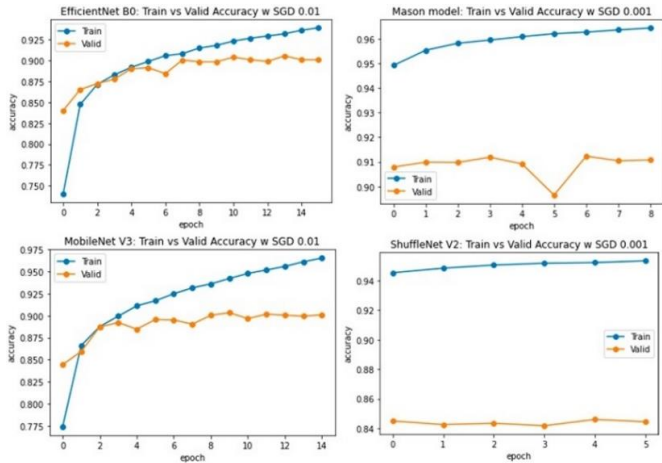 EfficientNet B0: Train vs Valid Accuracy w SGD 0.01
Train
Valid
0.925
0.900
0.875
0.850
0.825
0.800
0.775
0.750
accuracy
0 2 4 6 8 10 12 14
epoch
Mason model: Train vs Valid Accuracy w SGD 0.001
0.96
0.95
0.94
0.93
0.92
0.91
0.90
accuracy
Train
Valid
0 1 2 3 4 5 6 7 8
epoch
MobileNet V3: Train vs Valid Accuracy w SGD 0.01
Train
Valid
0.975
0.950
0.925
0.900
0.875
0.850
0.825
0.800
0.775
accuracy
0 2 4 6 8 10 12 14
epoch
ShuffleNet V2: Train vs Valid Accuracy w SGD 0.001
0.94
0.92
0.90
0.88
0.86
0.84
accuracy
Train
Valid
0 1 2 3 4 5
epoch